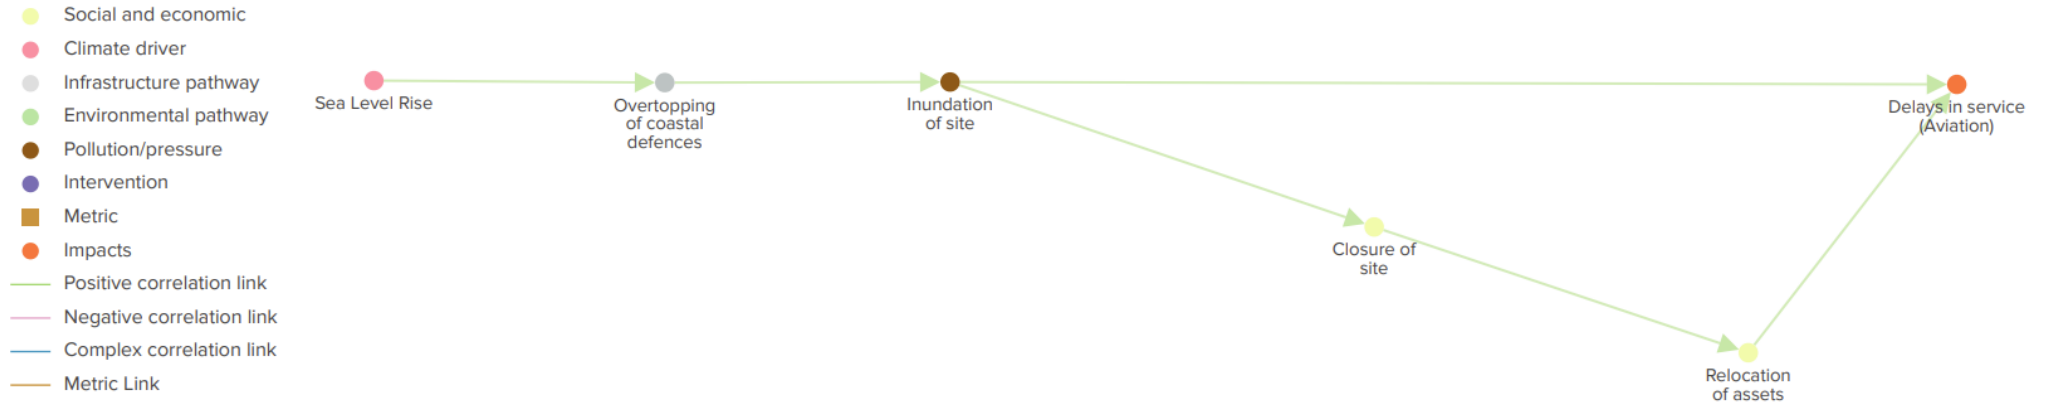 Social and economic
Climate driver
Infrastructure pathway
Environmental pathway
Pollution/pressure
Intervention
Metric
Impacts
Positive correlation link
Negative correlation link
Complex correlation link
Metric Link
Sea Level Rise
Overtopping
of coastal
defences
Inundation
of site
Closure of
site
Relocation
of assets
Delays in service
(Aviation)